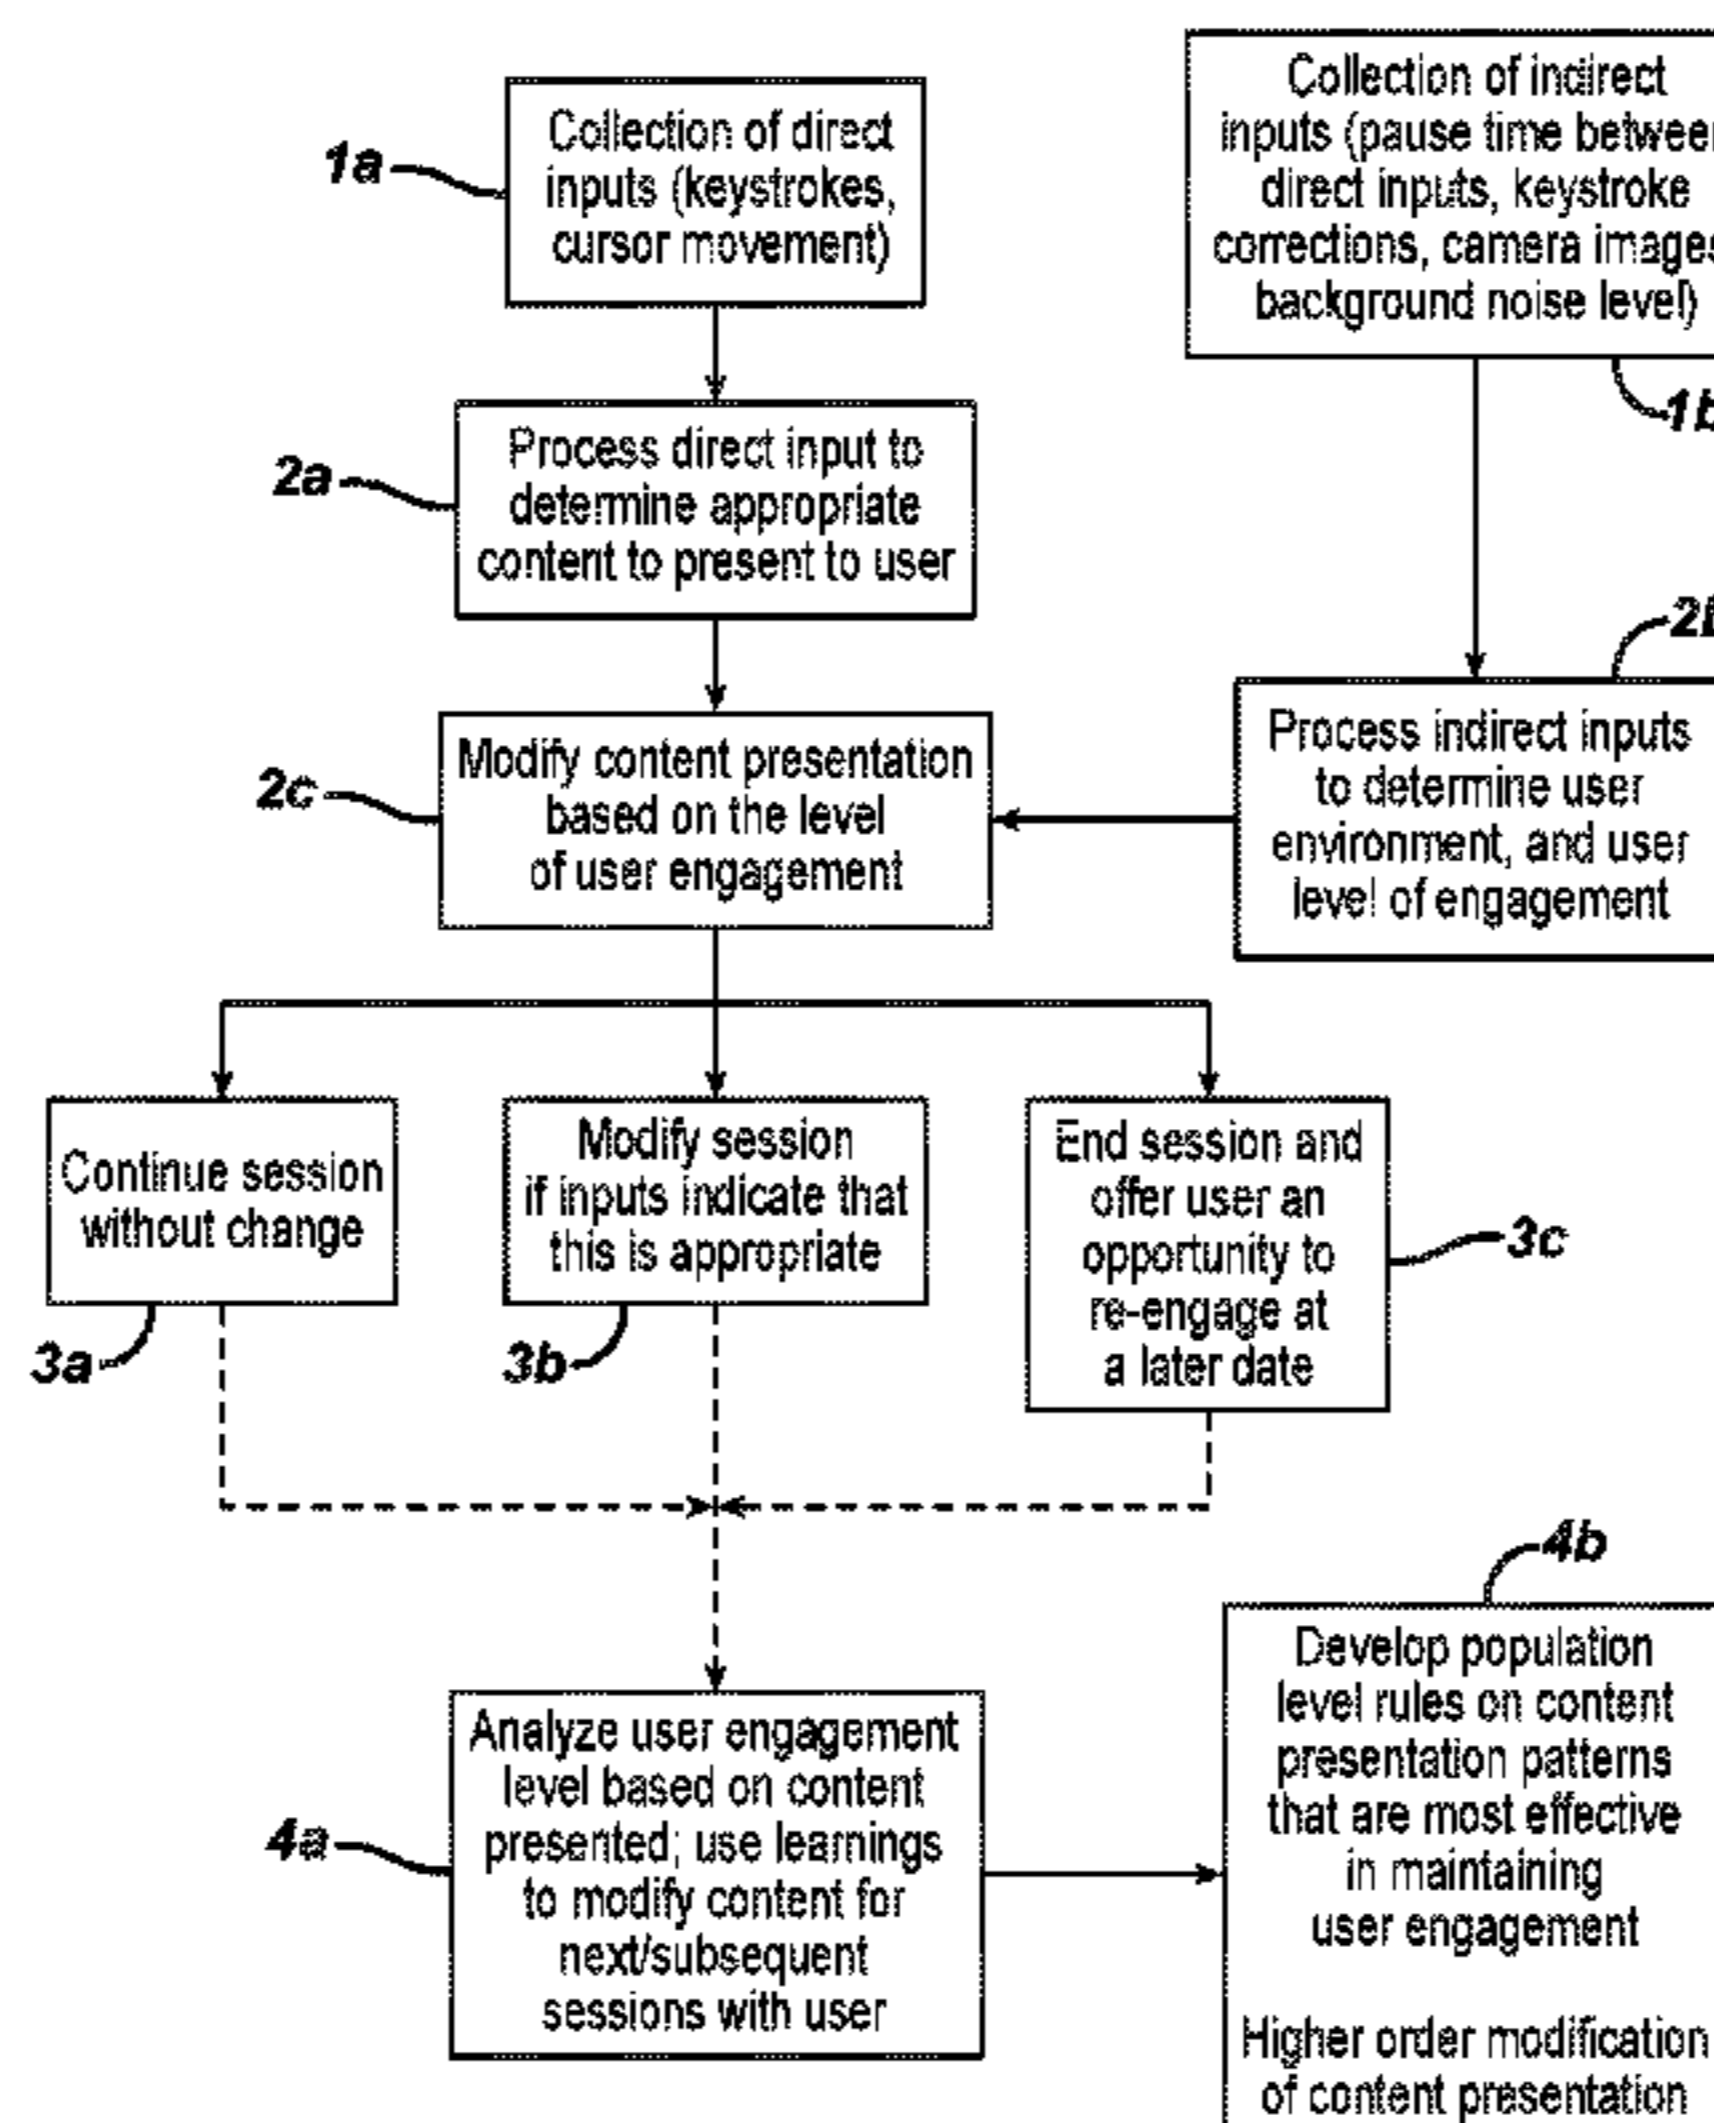 1a
Collection of direct
inputs (keystrokes,
cursor movement)
Collection of indirect
inputs (pause time between
direct inputs, keystroke
corrections, camera images
background noise level)
1b
2a
Process direct input to
determine appropriate
content to present to user
2b
Process indirect inputs
to determine user
environment, and user
level of engagement
2c
Modify content presentation
based on the level
of user engagement
Continue session
without change
3a
Modify session
if inputs indicate that
this is appropriate
3b
End session and
offer user an
opportunity to
re-engage at
a later date
3c
4a
Analyze user engagement
level based on content
presented; use learnings
to modify content for
next/subsequent
sessions with user
4b
Develop population
level rules on content
presentation patterns
that are most effective
in maintaining
user engagement
Higher order modification
of content presentation